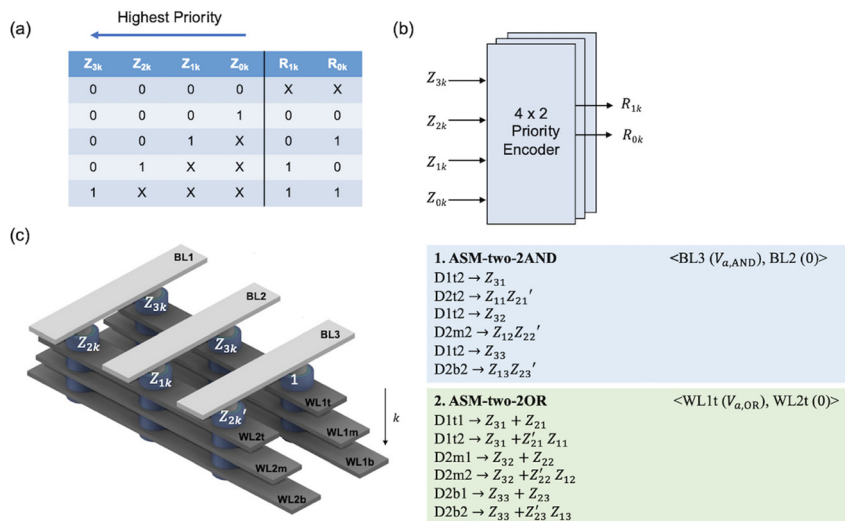 (a)
Highest Priority
Z3k Z2k Z1k Z0k R1k R0k
0 0 0 0 X X
0 0 0 1 0 0
0 0 1 X 0 1
0 1 X X 1 0
1 X X X 1 1
(b)
Z3k
Z2k
Z1k
Z0k
4 x 2
Priority
Encoder
R1k
R0k
(c)
BL1
Z3k
BL2
Z2k
Z3k
BL3
Z1k
1
Z2k′
WL1t
WL1m
WL1b
WL2t
WL2m
WL2b
k
1. ASM-two-2AND <BL3 (Va,AND), BL2 (0)>
D1t2 → Z31
D2t2 → Z11Z21′
D1t2 → Z32
D2m2 → Z12Z22′
D1t2 → Z33
D2b2 → Z13Z23′
2. ASM-two-2OR <WL1t (Va,OR), WL2t (0)>
D1t1 → Z31 + Z21
D1t2 → Z31 +Z′21 Z11
D2m1 → Z32 + Z22
D2m2 → Z32 +Z′22 Z12
D2b1 → Z33 + Z23
D2b2 → Z33 +Z′23 Z13